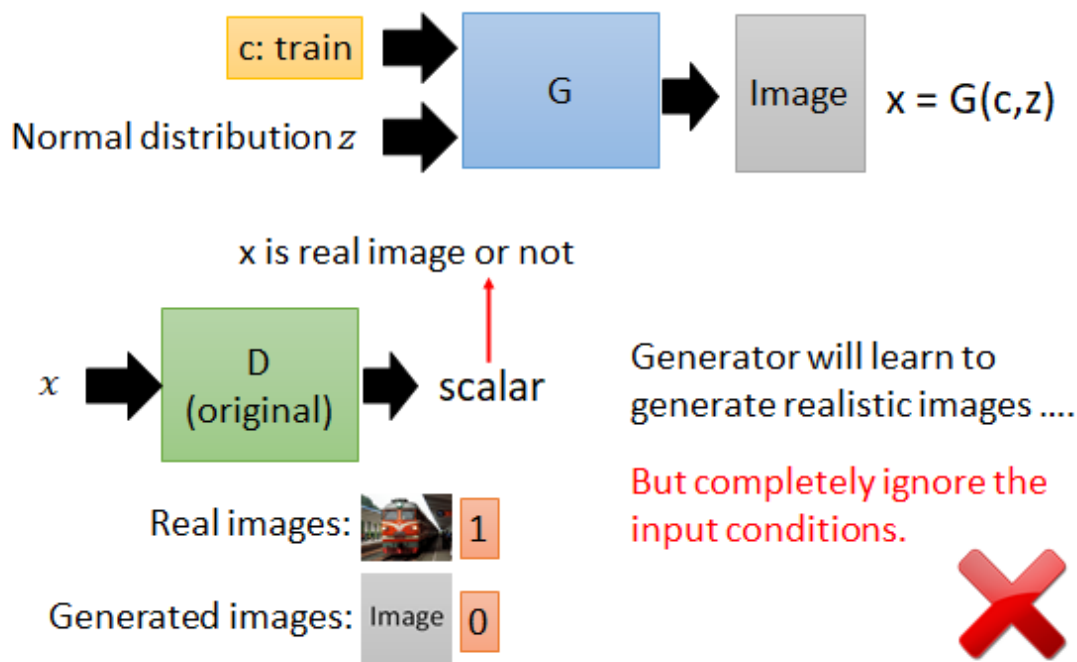 c: train
Normal distribution z
G
Image
x = G(c,z)
x is real image or not
x
D
(original)
scalar
Generator will learn to
generate realistic images ....
But completely ignore the
input conditions.
Real images:
1
Generated images:
Image
0